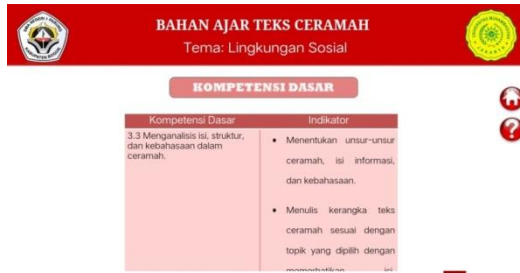 BAHAN AJAR TEKS CERAMAH
Tema: Lingkungan Sosial
KOMPETENSI DASAR
Kompetensi Dasar
Indikator
3.3 Menganalisis isi, struktur,
dan kebahasaan dalam
ceramah.
• Menentukan unsur-unsur
ceramah, isi informasi,
dan kebahasaan.
• Menulis kerangka teks
ceramah sesuai dengan
topik yang dipilih dengan
memerhatikan isi,
?